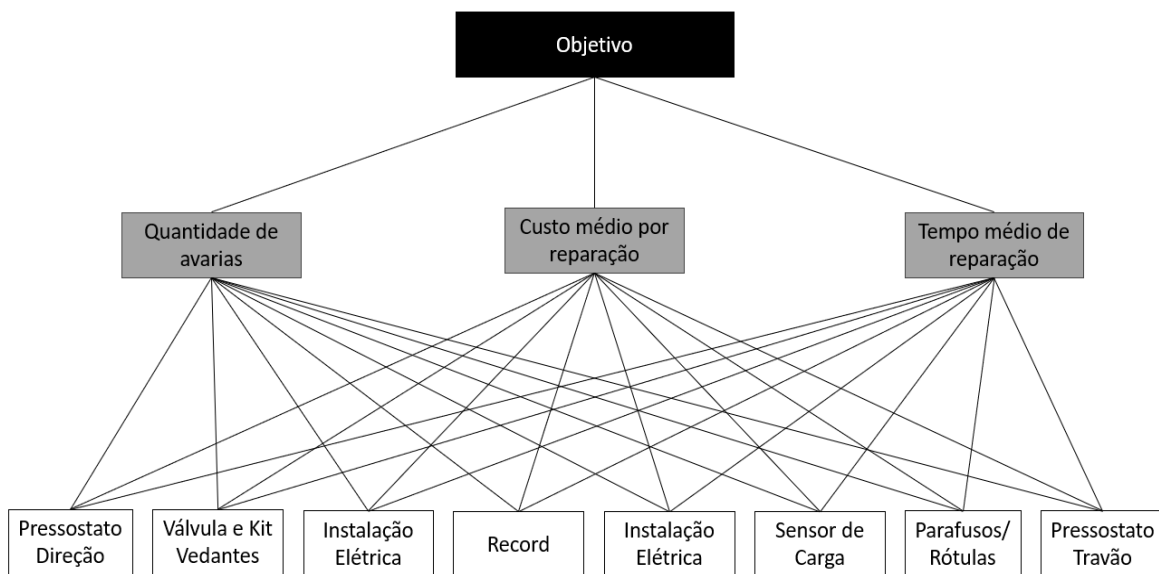 Objetivo
Quantidade de
avarias
Custo médio por
reparação
Tempo médio de
reparação
Pressostato
Direção
Válvula e Kit
Vedantes
Instalação
Elétrica
Record
Instalação
Elétrica
Sensor de
Carga
Parafusos/
Rótulas
Pressostato
Travão